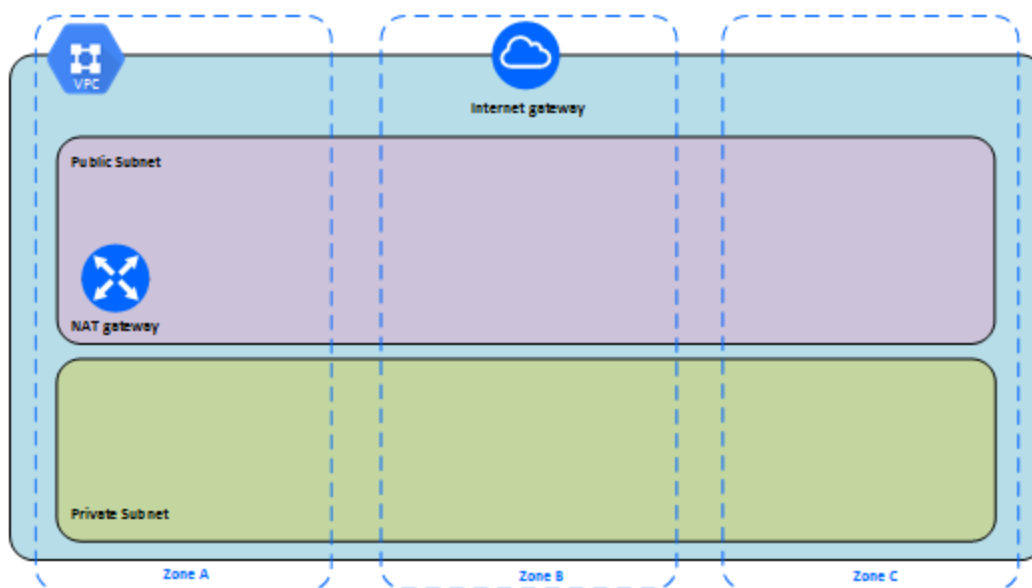 VPC
Internet gateway
Public Subnet
NAT gateway
Private Subnet
Zone A
Zone B
Zone C